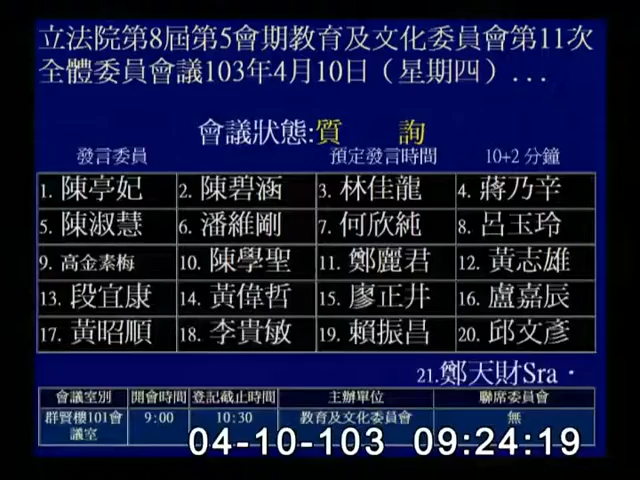 立法院第8屆第5會期教育及文化委員會第11次
全體委員會議103年4月10日（星期四）...
會議狀態:質 詢
發言委員 預定發言時間 10+2 分鐘
1. 陳亭妃 2. 陳碧涵 3. 林佳龍 4. 蔣乃辛
5. 陳淑慧 6. 潘維剛 7. 何欣純 8. 呂玉玲
9. 高金素梅 10. 陳學聖 11. 鄭麗君 12. 黃志雄
13. 段宜康 14. 黃偉哲 15. 廖正井 16. 盧嘉辰
17. 黃昭順 18. 李貴敏 19. 賴振昌 20. 邱文彥
21.鄭天財Sra‧
會議室別 開會時間 登記截止時間 主辦單位 聯席委員會
群賢樓101會 9:00 10:30 教育及文化委員會 無
議室
04-10-103 09:24:19